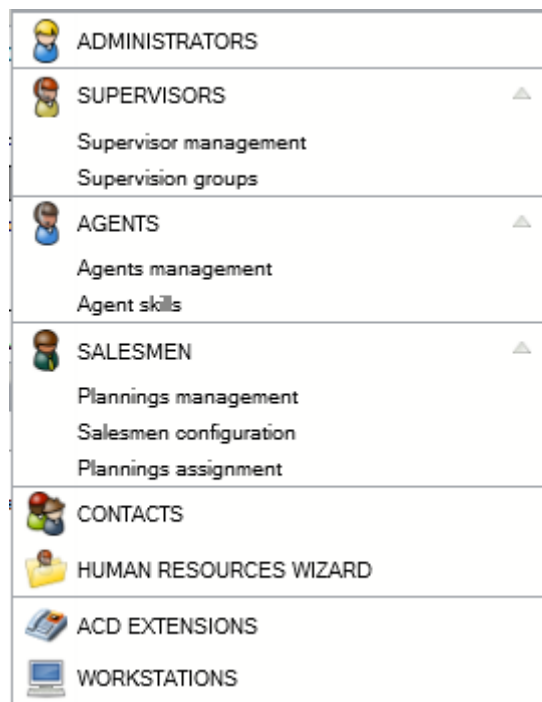 ADMINISTRATORS
SUPERVISORS
Supervisor management
Supervision groups
AGENTS
Agents management
Agent skills
SALESMEN
Plannings management
Salesmen configuration
Plannings assignment
CONTACTS
HUMAN RESOURCES WIZARD
ACD EXTENSIONS
WORKSTATIONS